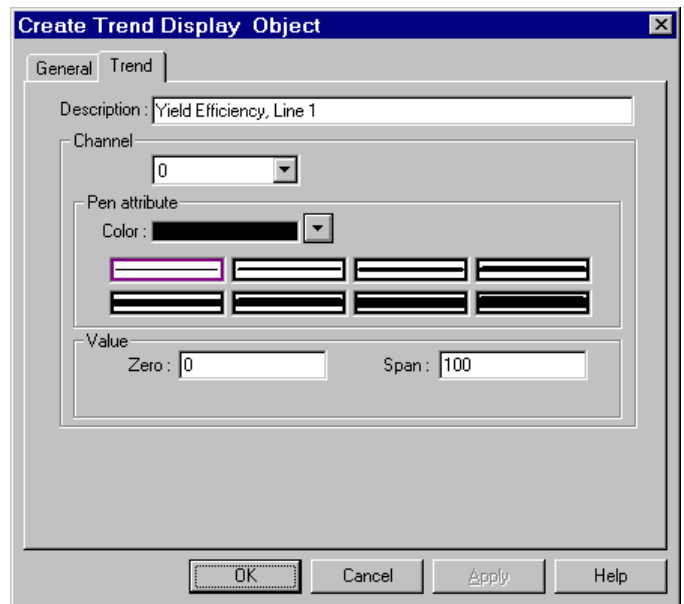 Create Trend Display Object
General Trend
Description : Yield Efficiency, Line 1
Channel
0
Pen attribute
Color :
Value
Zero : 0 Span : 100
OK Cancel Apply Help